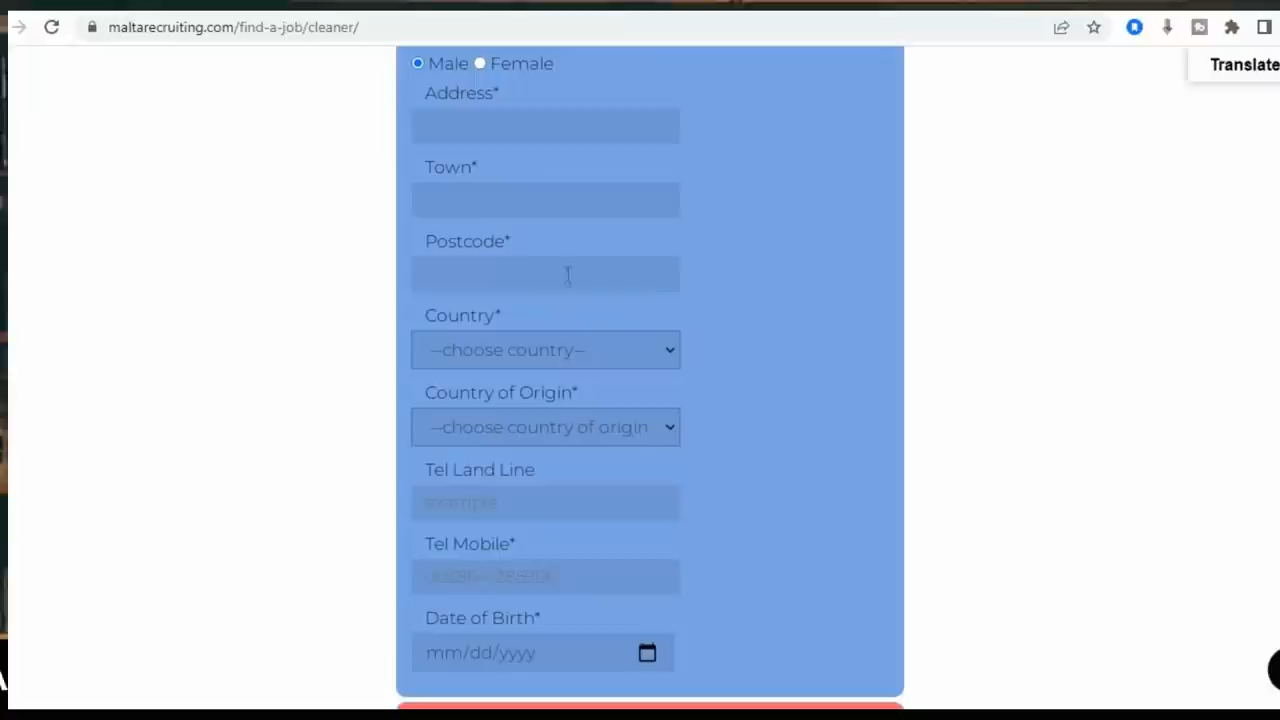 maltarecruiting.com/find-a-job/cleaner/
Translate
Male Female
Address*
Town*
Postcode*
Country*
--choose country--
Country of Origin*
--choose country of origin
Tel Land Line
Tel Mobile*
Date of Birth*
mm/dd/yyyy